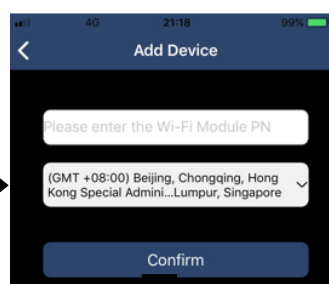 4G 21:18 99%
Add Device
Please enter the Wi-Fi Module PN
(GMT +08:00) Beijing, Chongqing, Hong
Kong Special Admini...Lumpur, Singapore
Confirm